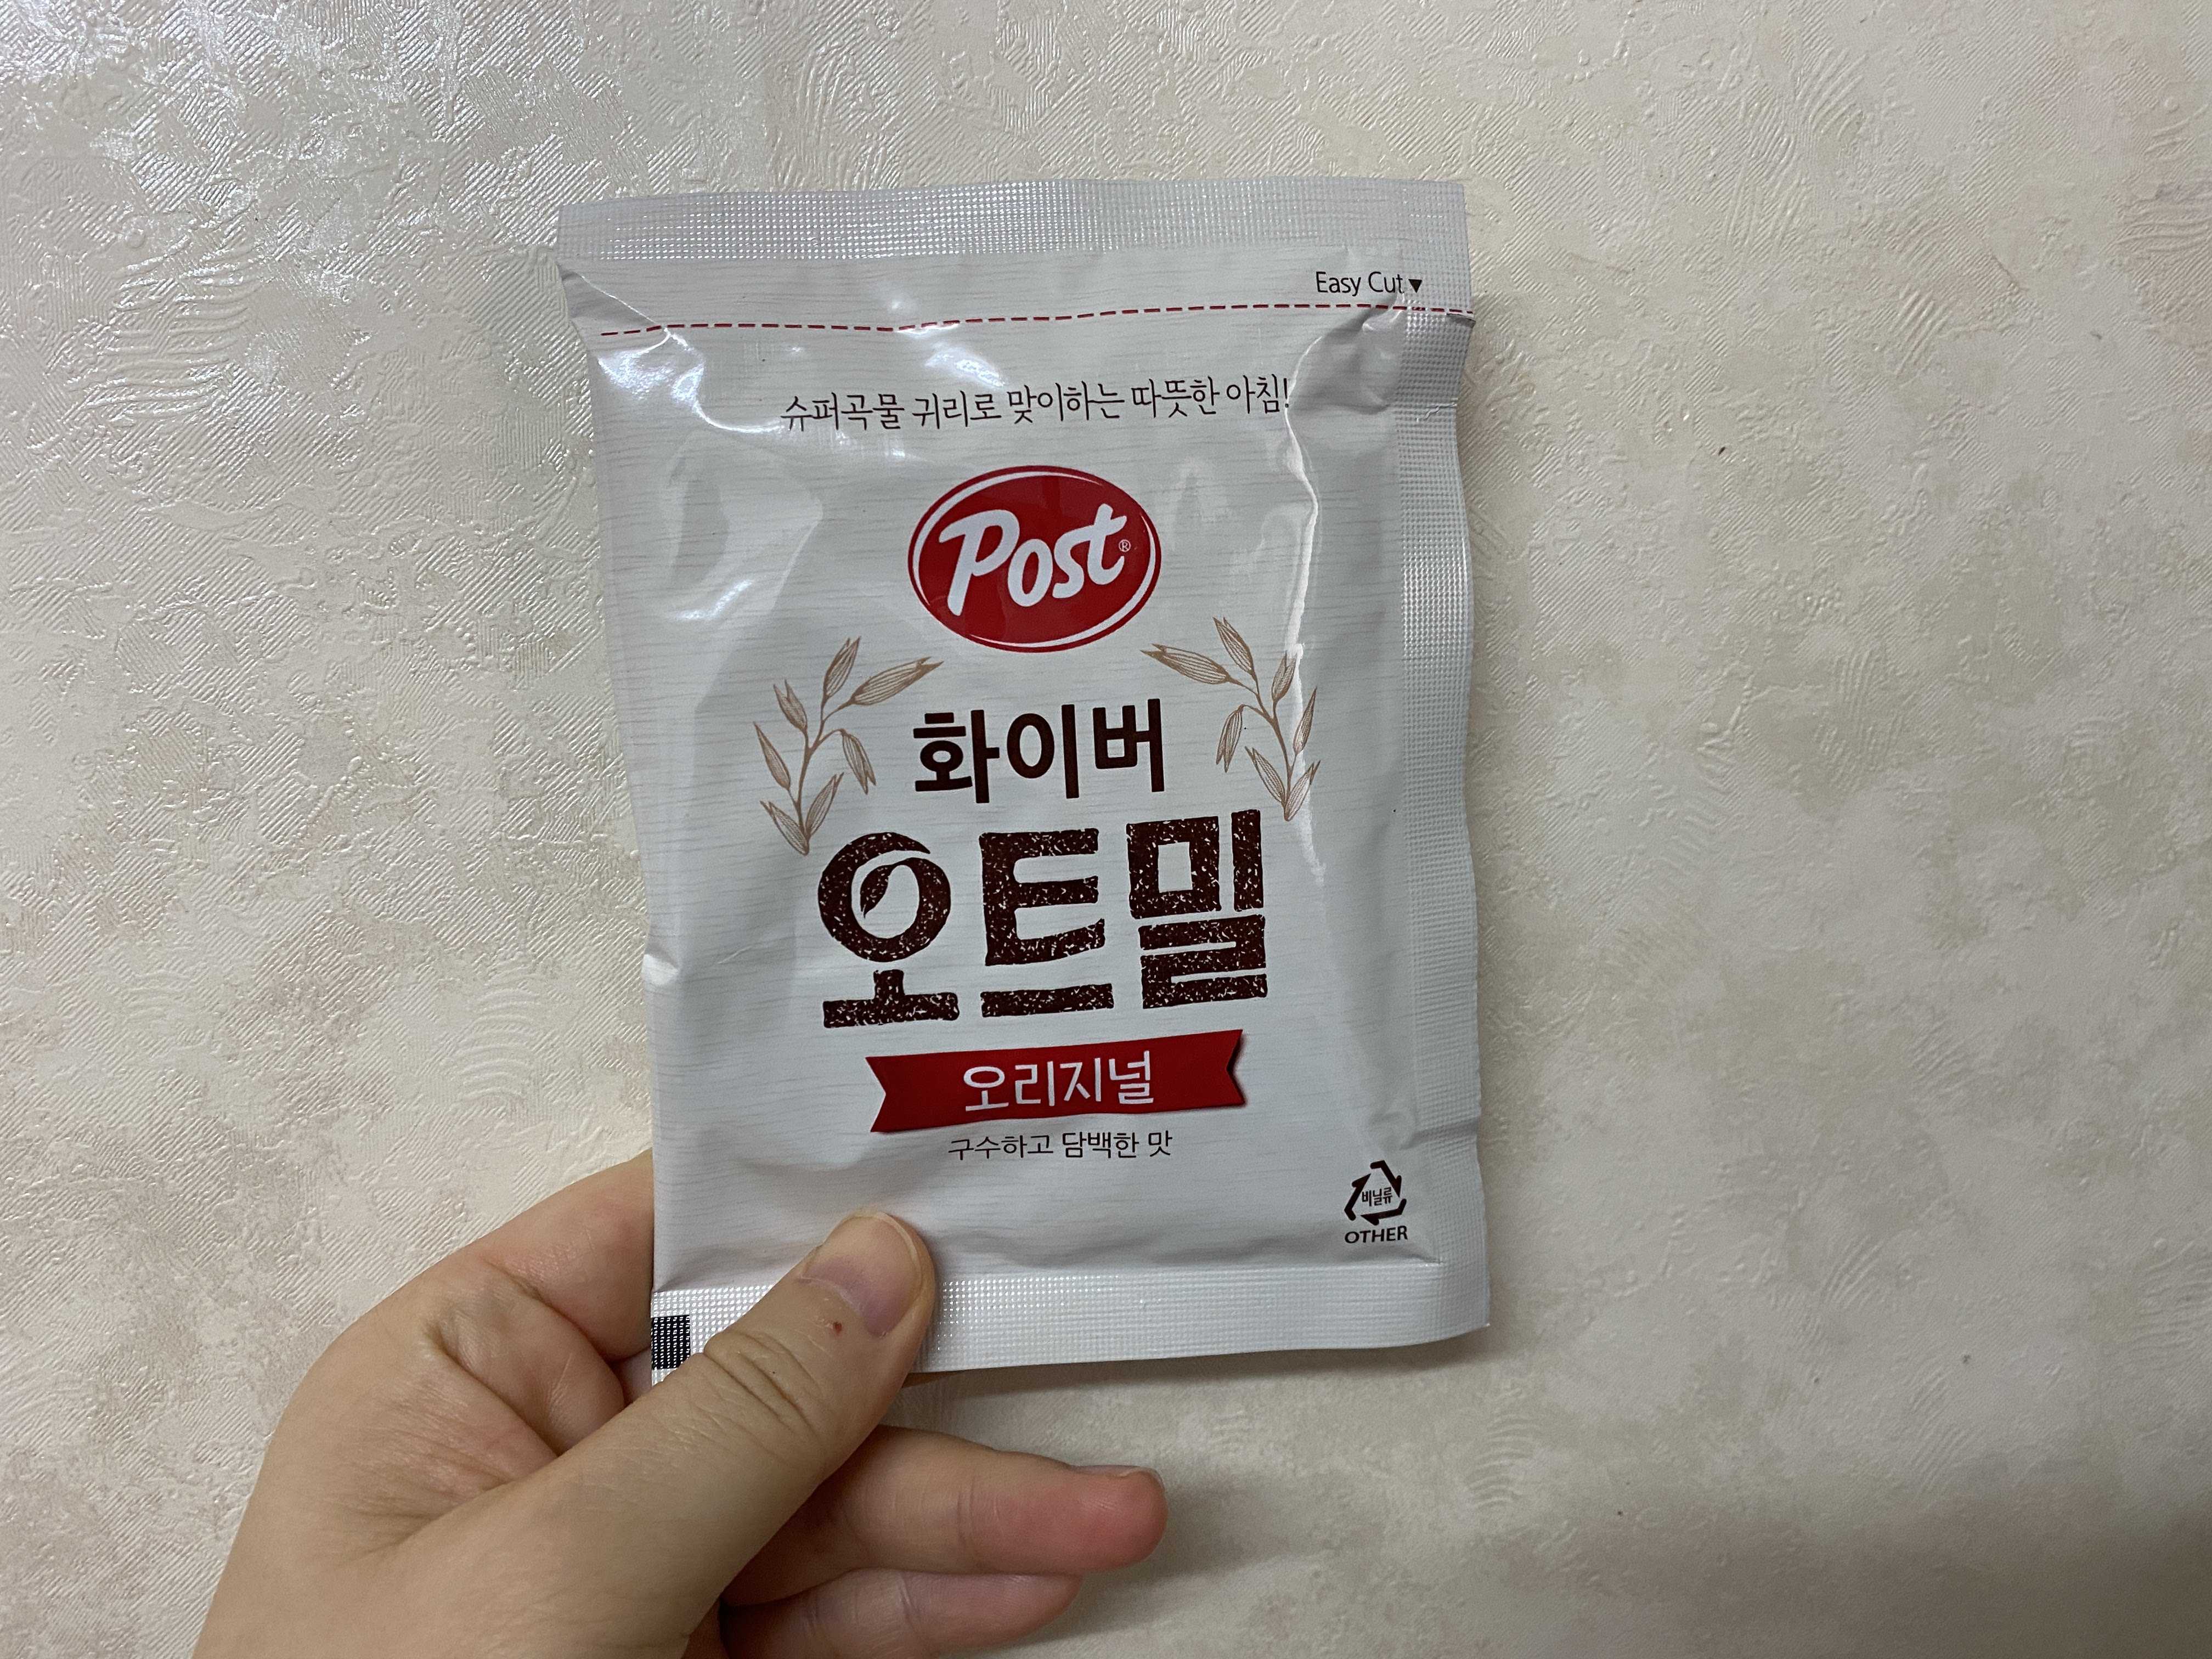 Easy Cut▼
슈퍼곡물 귀리로 맞이하는 따뜻한 아침!
Post®
화이버
오트밀
오리지널
구수하고 담백한 맛
비닐류
OTHER